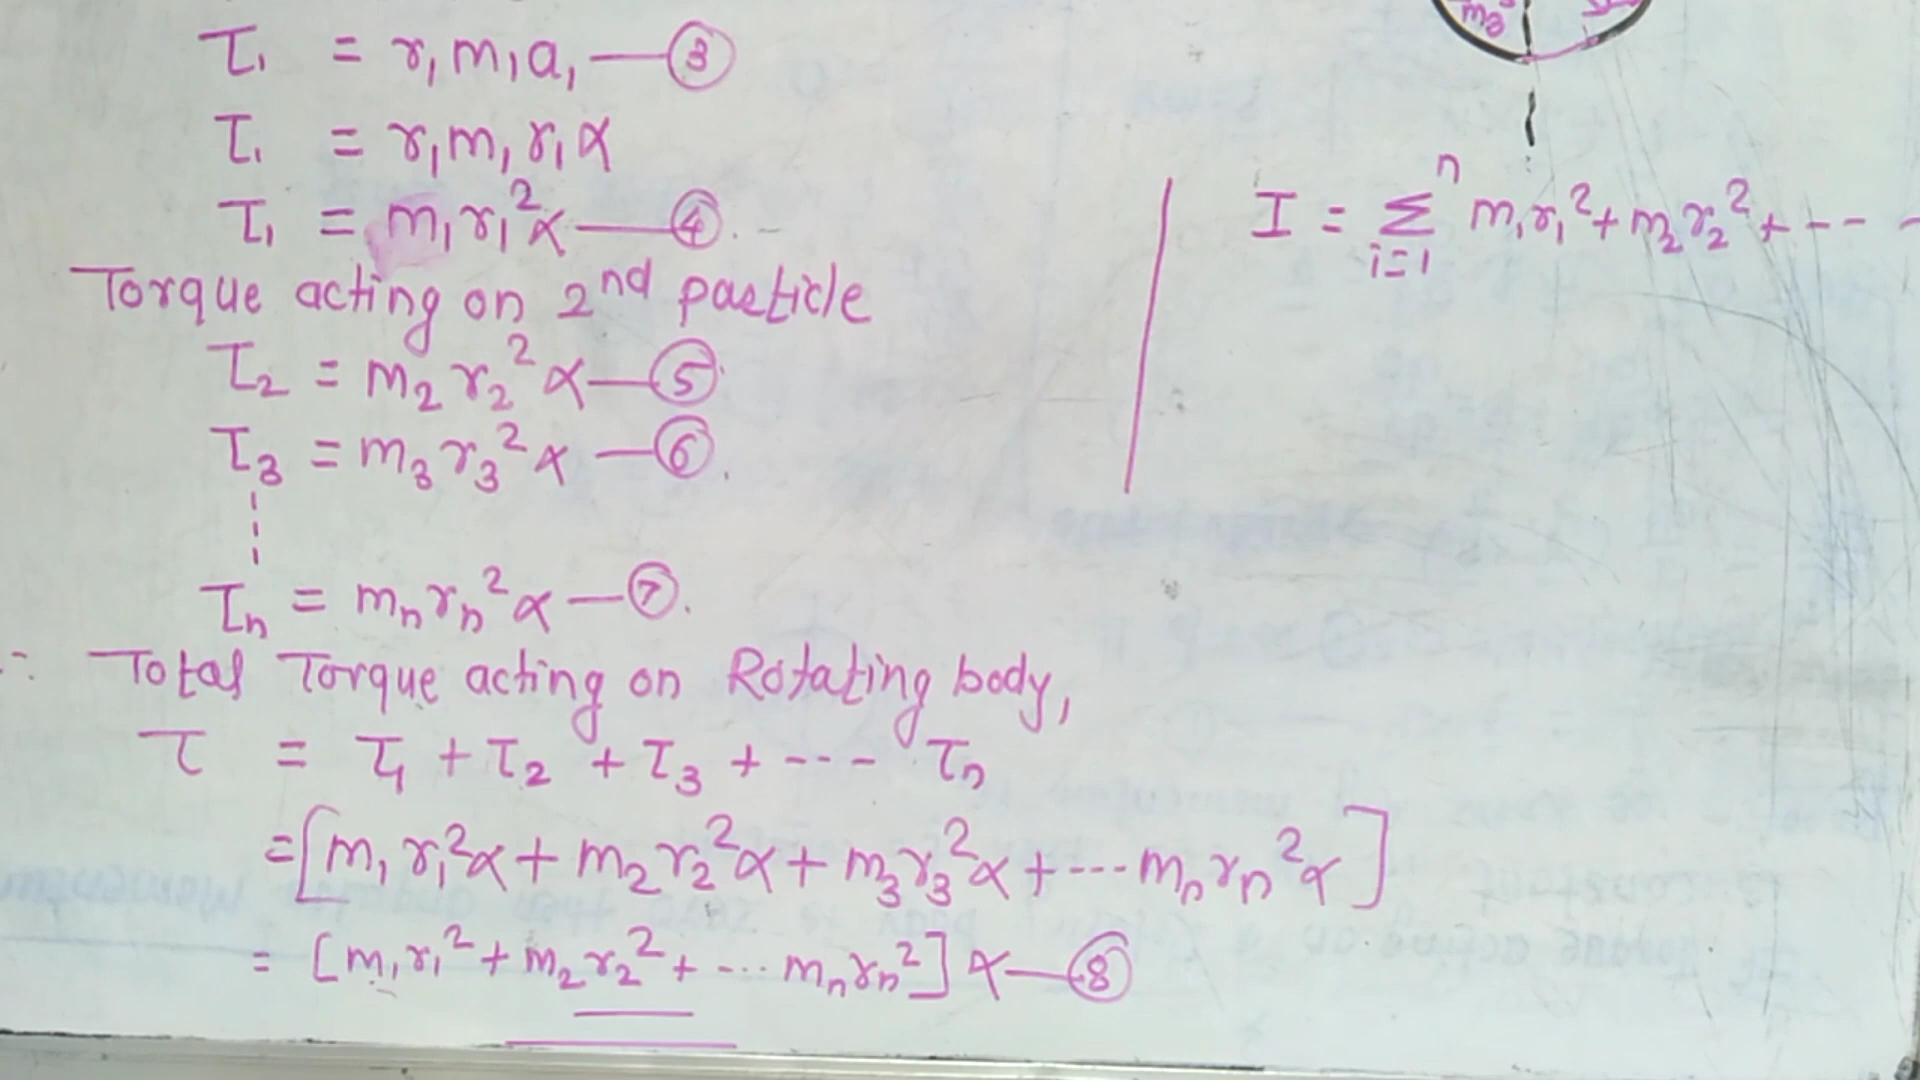 τ₁ = r₁m₁a₁ —③
τ₁ = r₁m₁r₁α
τ₁ = m₁r₁²α —④.
Torque acting on 2nd particle
τ₂ = m₂r₂²α —⑤
τ₃ = m₃r₃²α —⑥.
τn = mnrn²α —⑦.
∴ Total Torque acting on Rotating body,
τ = τ₁ + τ₂ + τ₃ + --- τn
= [m₁r₁²α + m₂r₂²α + m₃r₃²α + --- mnrn²α]
= [m₁r₁² + m₂r₂² + --- mnrn²] α —⑧
I = Σ (i=1 to n) m₁r₁² + m₂r₂² + ---